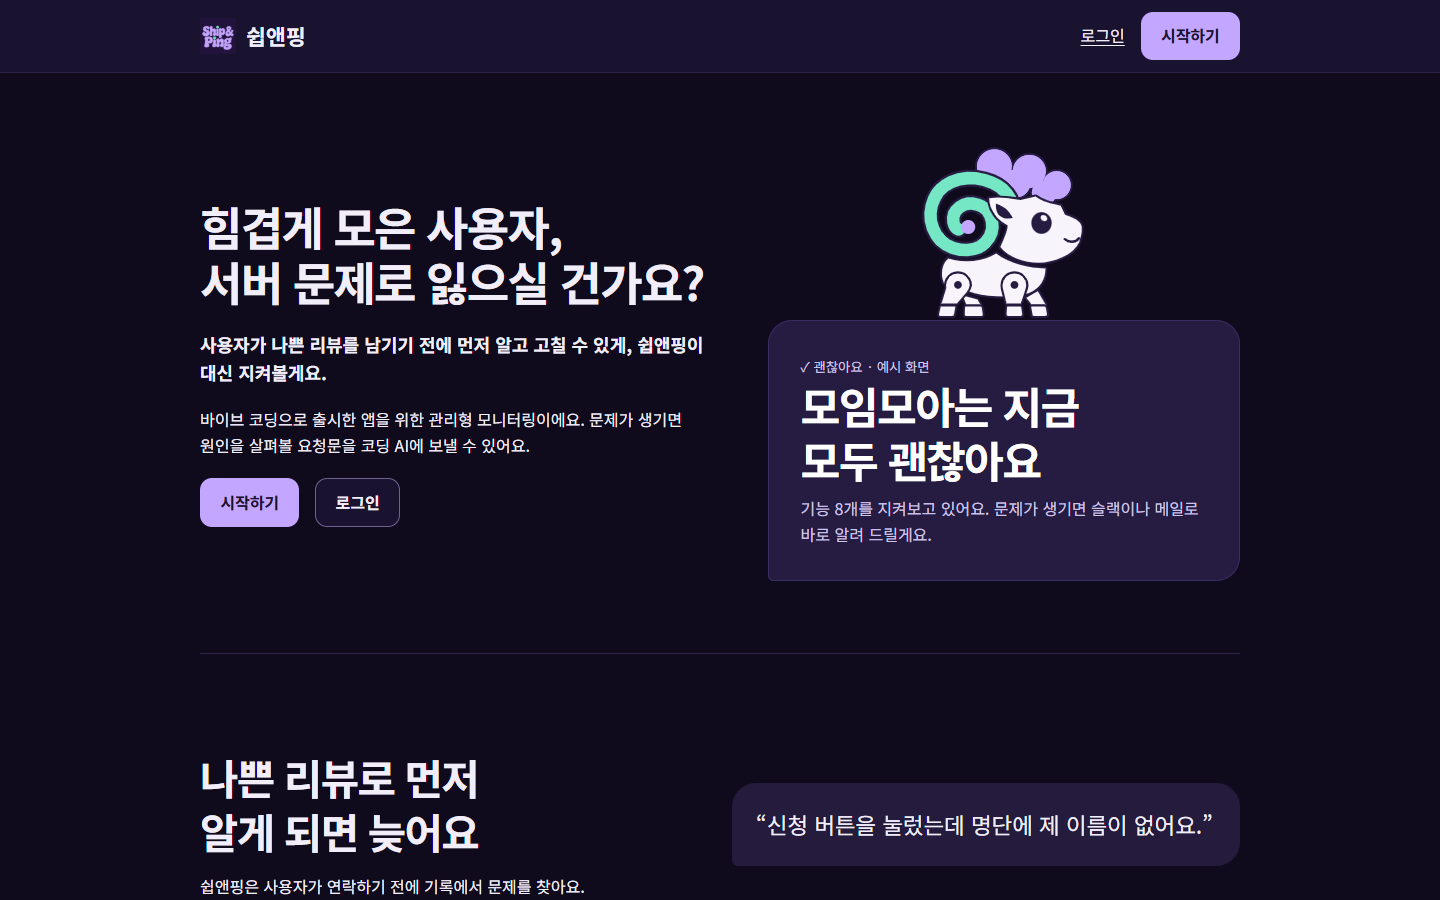 Ship&
Ping
쉽앤핑
로그인
시작하기
힘겹게 모은 사용자,
서버 문제로 잃으실 건가요?
사용자가 나쁜 리뷰를 남기기 전에 먼저 알고 고칠 수 있게, 쉽앤핑이
대신 지켜볼게요.
바이브 코딩으로 출시한 앱을 위한 관리형 모니터링이에요. 문제가 생기면
원인을 살펴볼 요청문을 코딩 AI에 보낼 수 있어요.
시작하기
로그인
✓ 괜찮아요 · 예시 화면
모임모아는 지금
모두 괜찮아요
기능 8개를 지켜보고 있어요. 문제가 생기면 슬랙이나 메일로
바로 알려 드릴게요.
나쁜 리뷰로 먼저
알게 되면 늦어요
쉽앤핑은 사용자가 연락하기 전에 기록에서 문제를 찾아요.
“신청 버튼을 눌렀는데 명단에 제 이름이 없어요.”